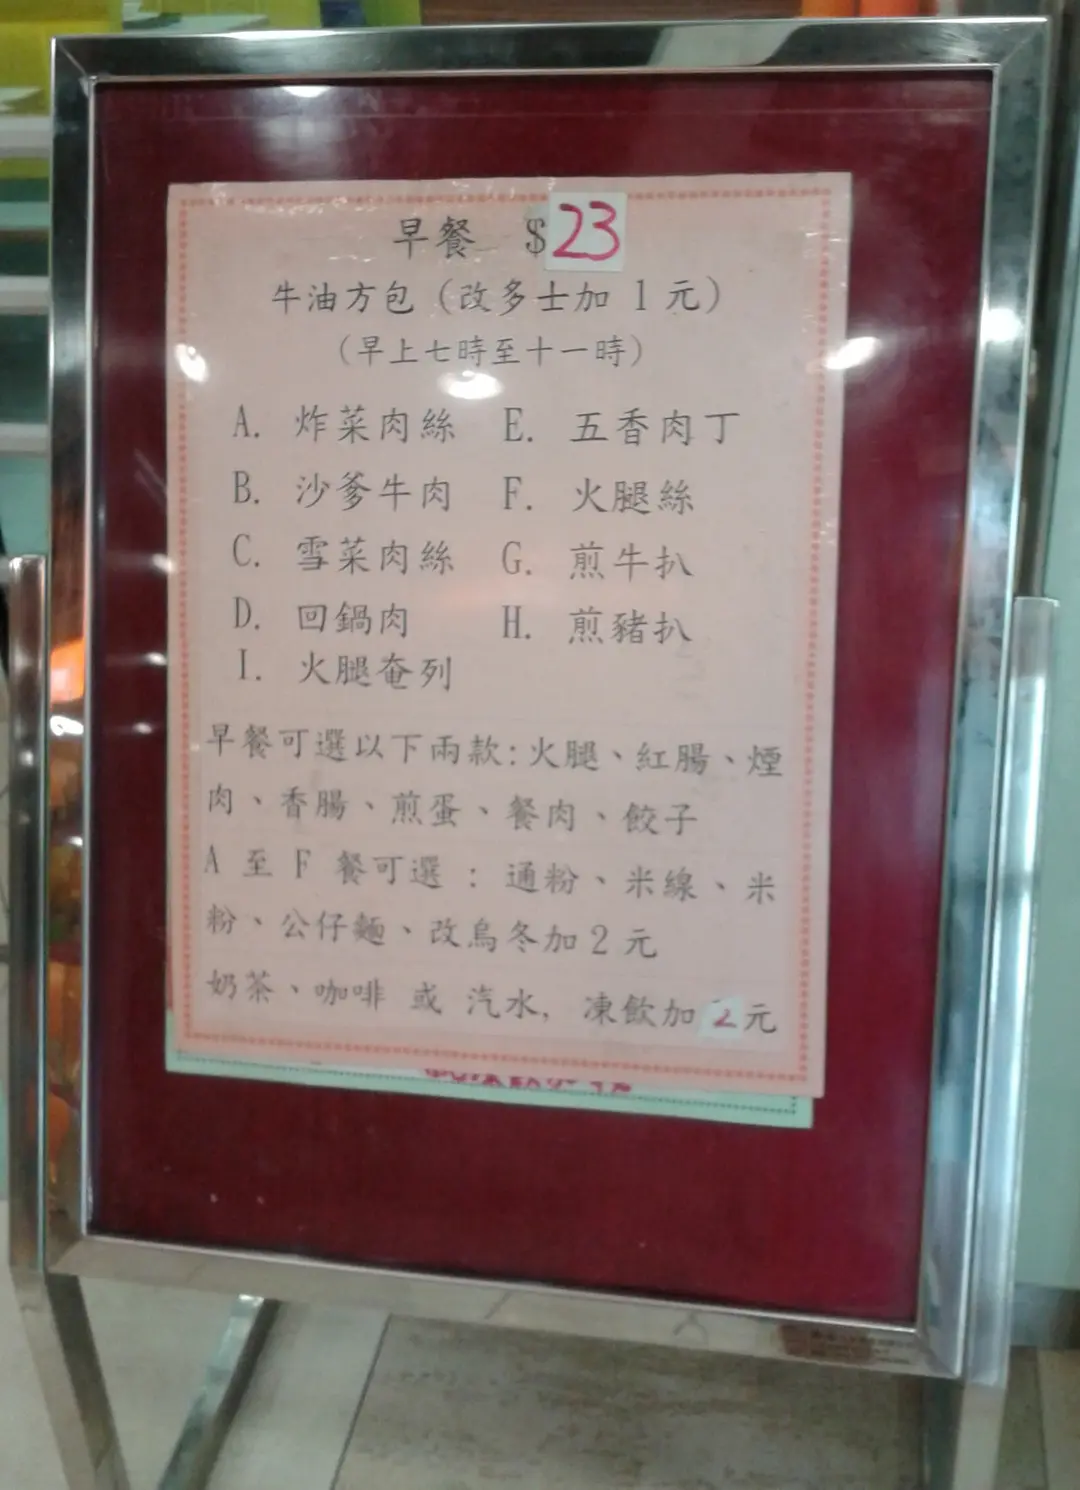 早餐 $23
牛油方包（改多士加 1 元）
（早上七時至十一時）
A. 炸菜肉絲 E. 五香肉丁
B. 沙爹牛肉 F. 火腿絲
C. 雪菜肉絲 G. 煎牛扒
D. 回鍋肉 H. 煎豬扒
I. 火腿奄列
早餐可選以下兩款:火腿、紅腸、煙
肉、香腸、煎蛋、餐肉、餃子
A 至 F 餐可選 : 通粉、米線、米
粉、公仔麵、改烏冬加2元
奶茶、咖啡 或 汽水, 凍飲加2元